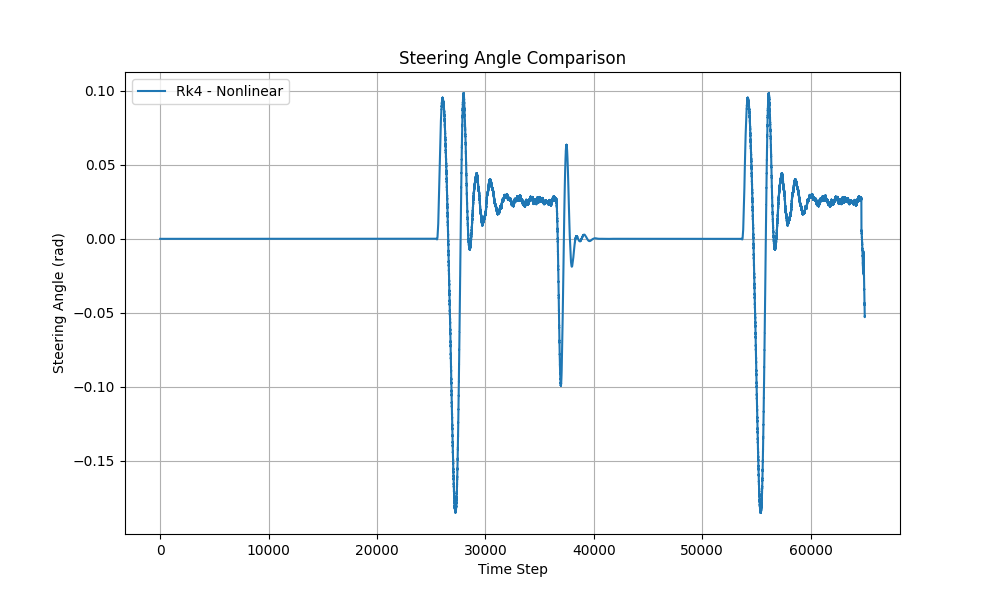 Steering Angle Comparison
Rk4 - Nonlinear
Steering Angle (rad)
0.10
0.05
0.00
−0.05
−0.10
−0.15
0 10000 20000 30000 40000 50000 60000
Time Step